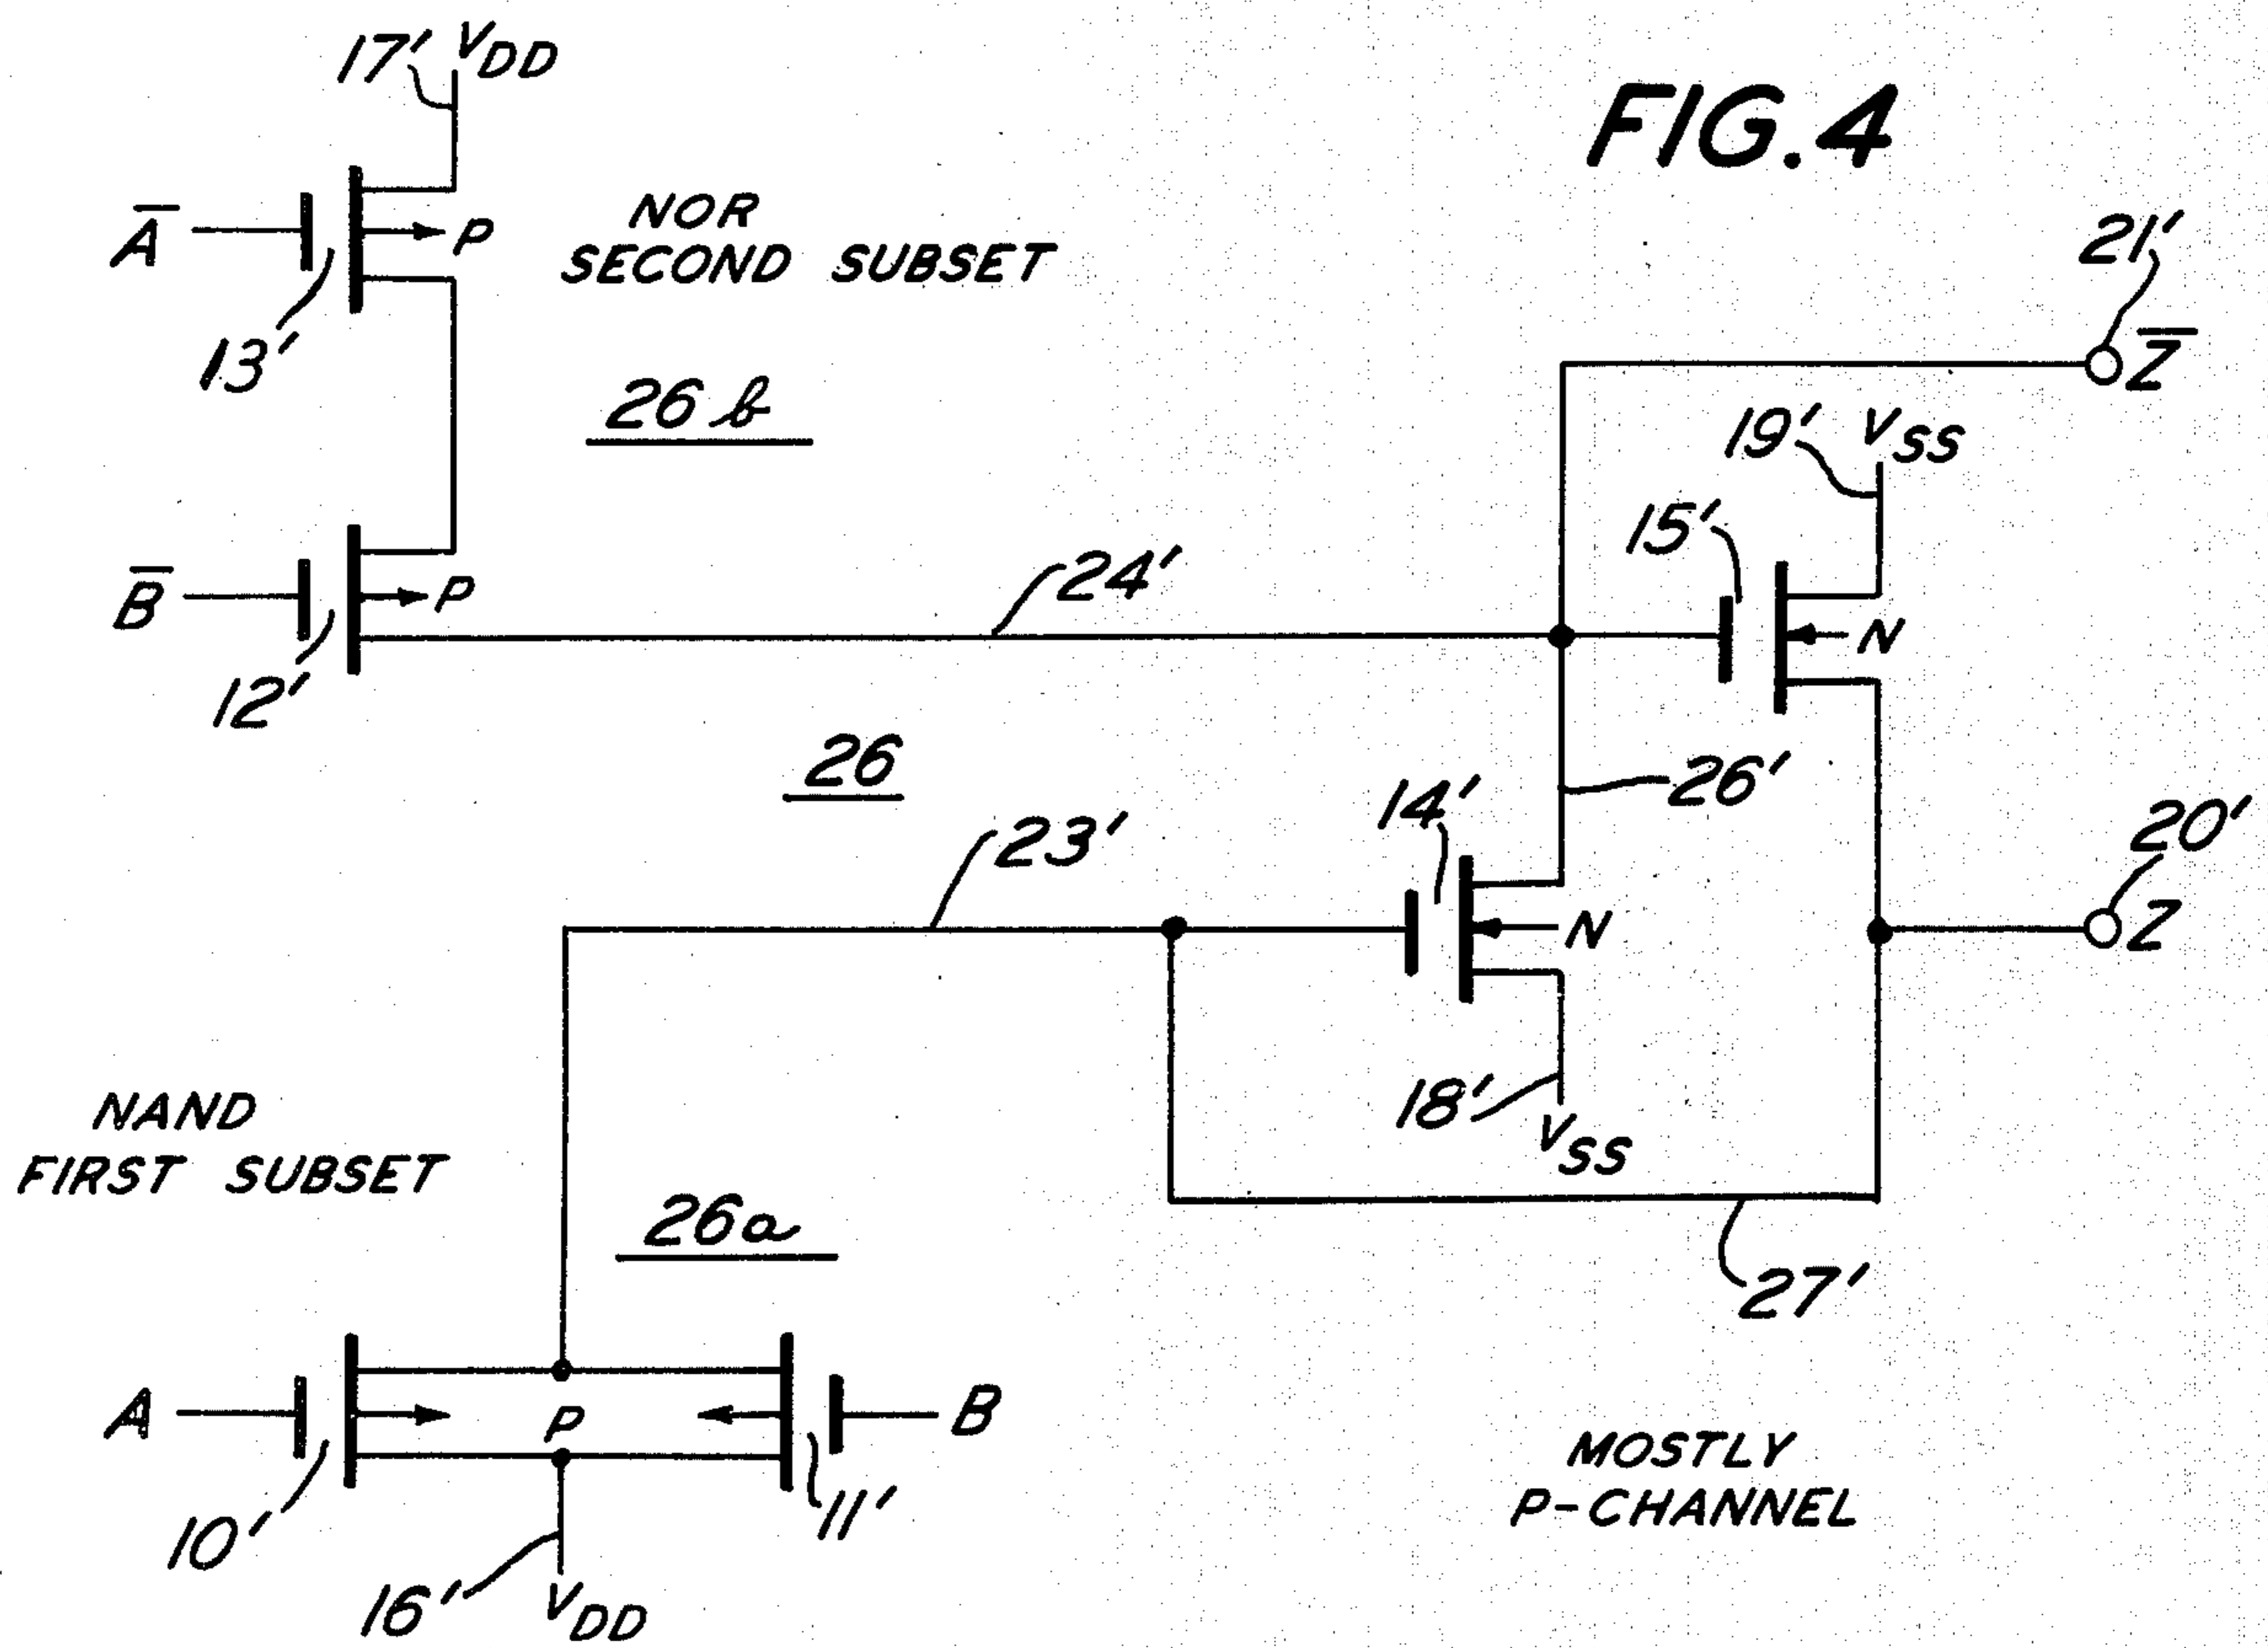 17' VDD
FIG.4
A̅ P
NOR
SECOND SUBSET
21'
Z̅
13'
26 b
19' VSS
15'
B̅ P
24'
N
12'
26
14'
26'
20'
23'
N
Z
18'
VSS
NAND
FIRST SUBSET
26a
27'
A P B
MOSTLY
P-CHANNEL
10'
11'
16' VDD